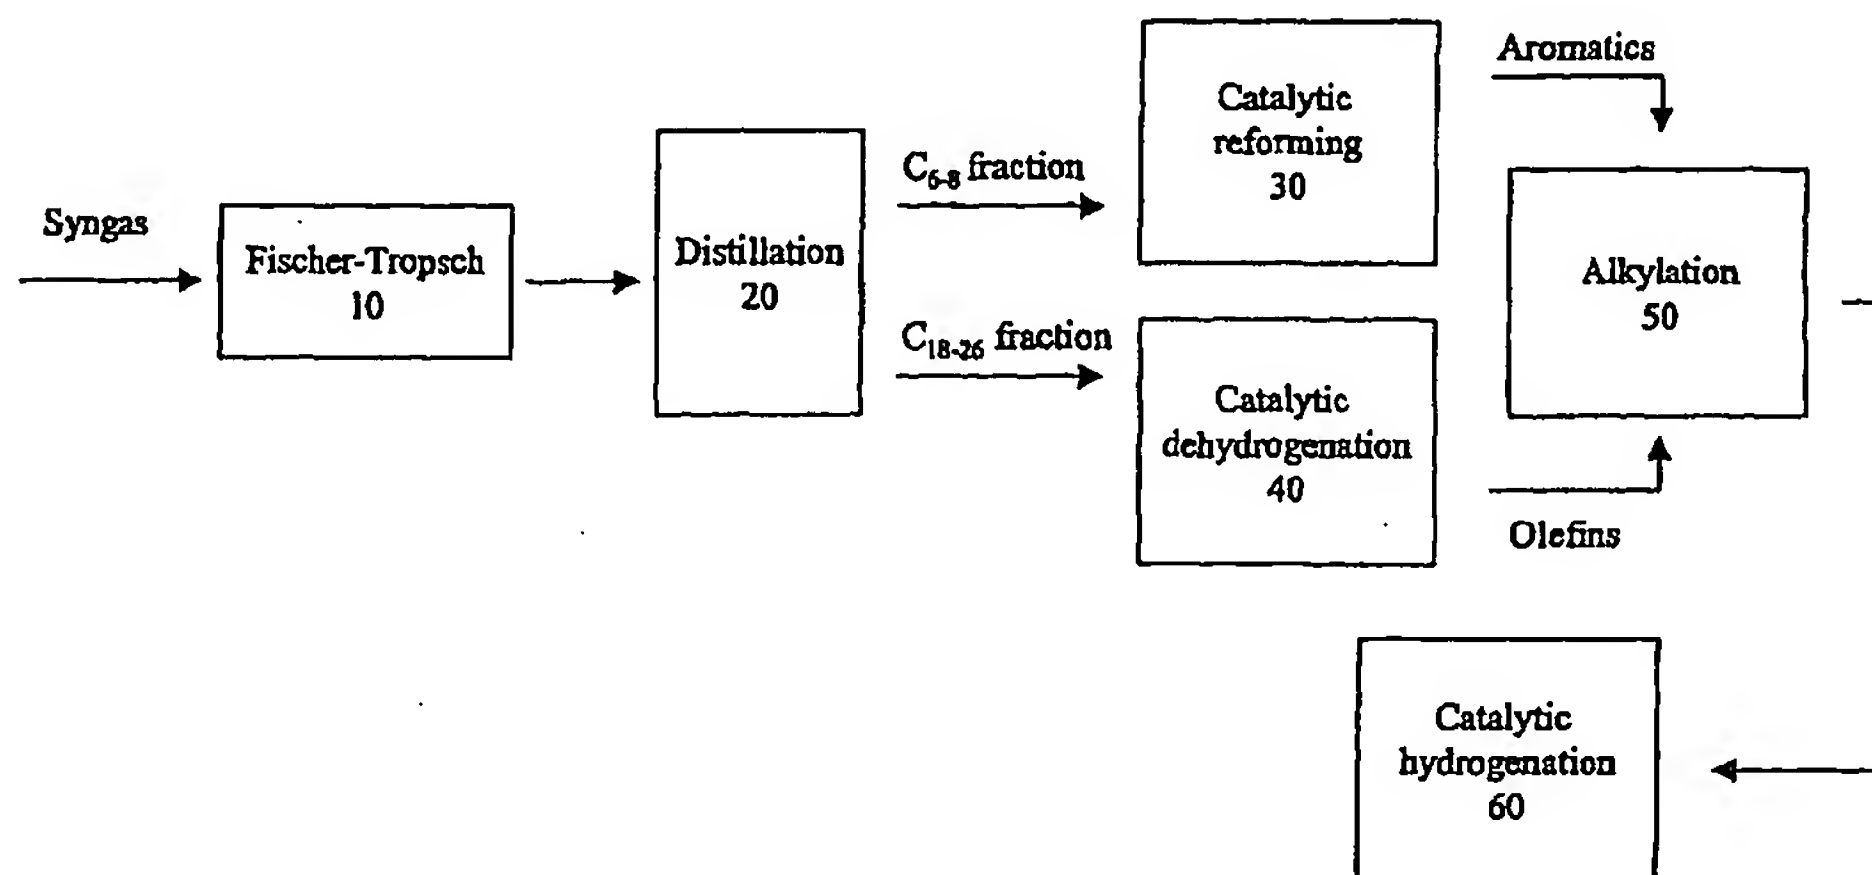 Syngas
Fischer-Tropsch
10
Distillation
20
C6-8 fraction
C18-26 fraction
Catalytic
reforming
30
Catalytic
dehydrogenation
40
Aromatics
Olefins
Alkylation
50
Catalytic
hydrogenation
60